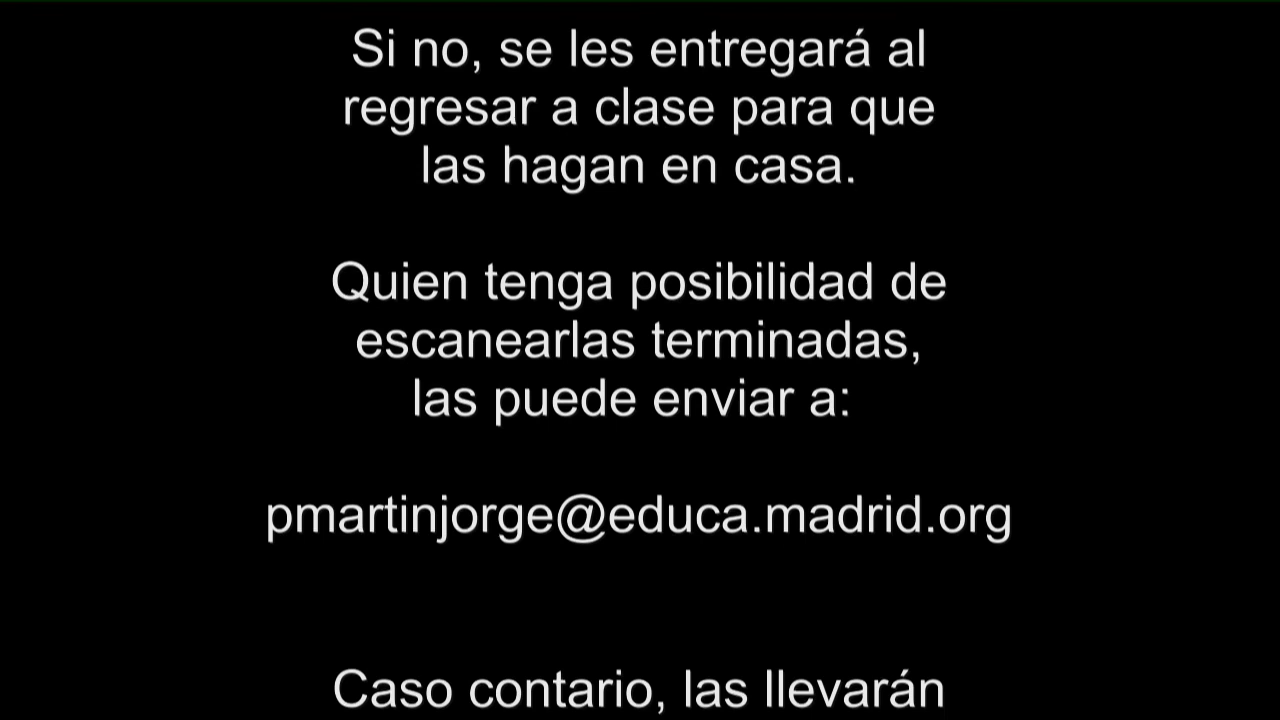 Si no, se les entregará al
regresar a clase para que
las hagan en casa.
Quien tenga posibilidad de
escanearlas terminadas,
las puede enviar a:
pmartinjorge@educa.madrid.org
Caso contario, las llevarán